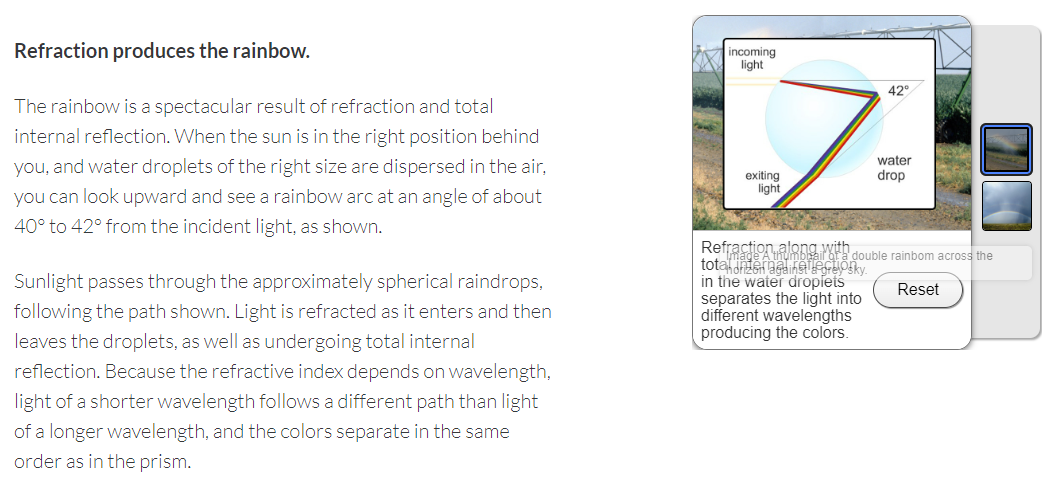 Refraction produces the rainbow.
The rainbow is a spectacular result of refraction and total
internal reflection. When the sun is in the right position behind
you, and water droplets of the right size are dispersed in the air,
you can look upward and see a rainbow arc at an angle of about
40° to 42° from the incident light, as shown.
Sunlight passes through the approximately spherical raindrops,
following the path shown. Light is refracted as it enters and then
leaves the droplets, as well as undergoing total internal
reflection. Because the refractive index depends on wavelength,
light of a shorter wavelength follows a different path than light
of a longer wavelength, and the colors separate in the same
order as in the prism.
incoming
light
42°
water
drop
exiting
light
Refraction along with
total internal reflection
in the water droplets
separates the light into
different wavelengths
producing the colors.
Image A thumbnail of a double rainbom across the
horizon against a grey sky.
Reset